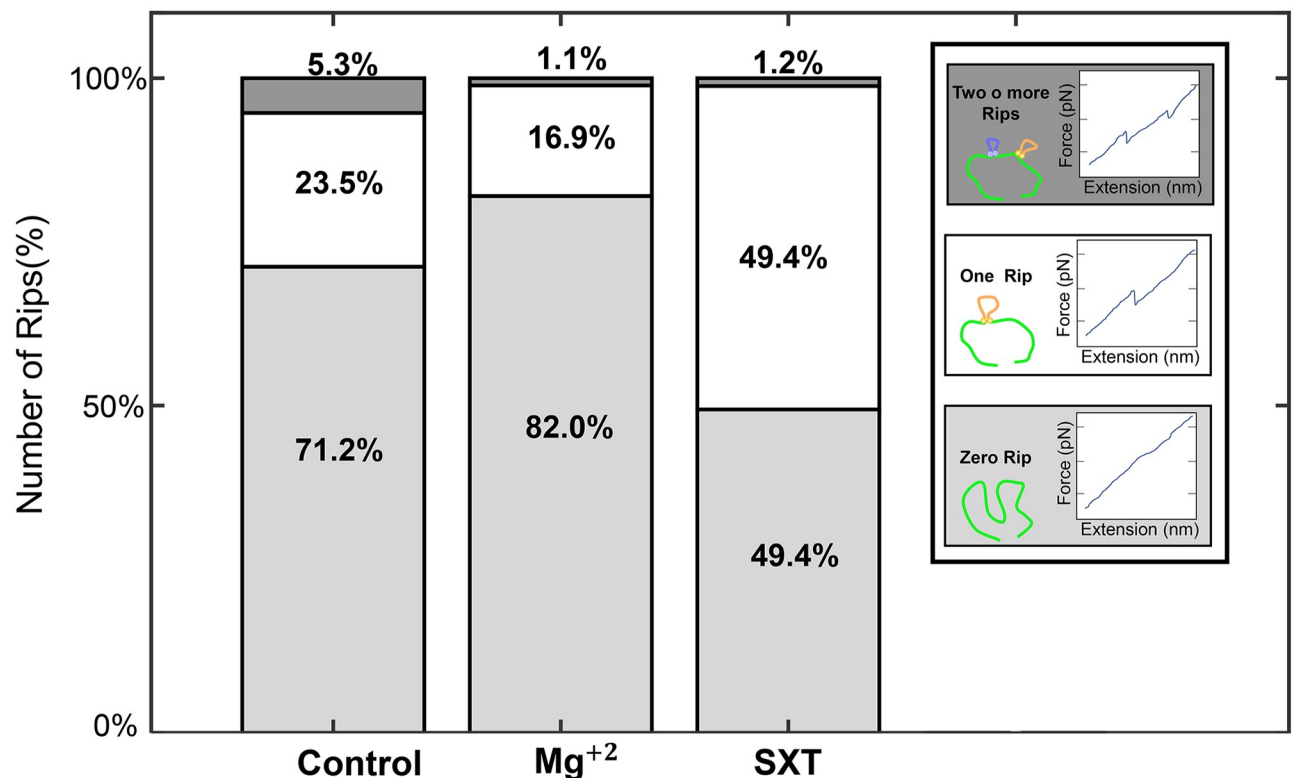 Number of Rips(%)
100%
50%
0%
5.3%
23.5%
71.2%
1.1%
16.9%
82.0%
1.2%
49.4%
49.4%
Control
Mg⁺²
SXT
Two o more
Rips
Force (pN)
Extension (nm)
One Rip
Force (pN)
Extension (nm)
Zero Rip
Force (pN)
Extension (nm)